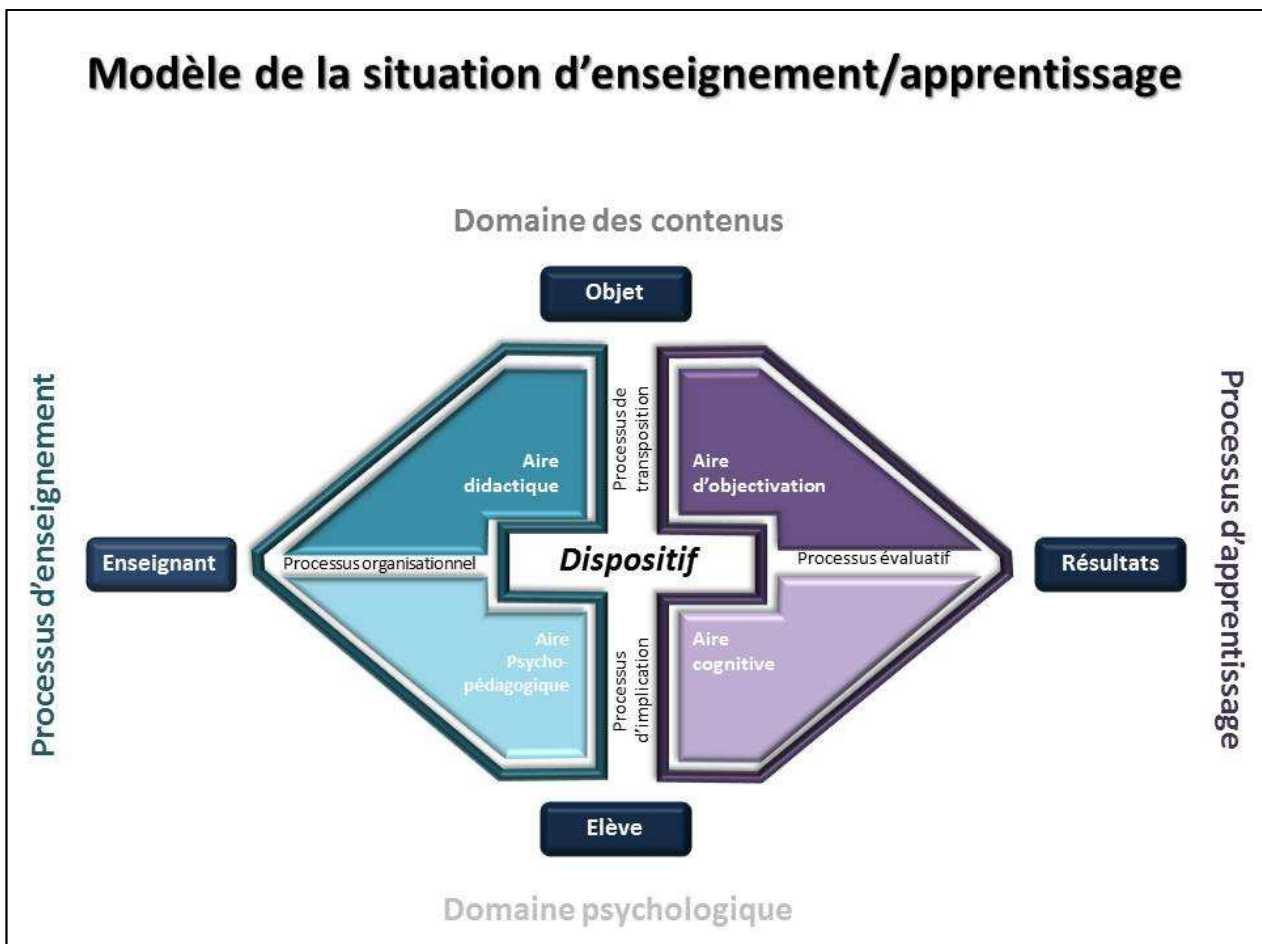 Modèle de la situation d'enseignement/apprentissage
Domaine des contenus
Objet
Processus d'enseignement
Processus de
transposition
Processus d'apprentissage
Aire
didactique
Aire
d'objectivation
Enseignant
Processus organisationnel
Dispositif
Processus évaluatif
Résultats
Aire
Psycho-
pédagogique
Processus
d'implication
Aire
cognitive
Elève
Domaine psychologique